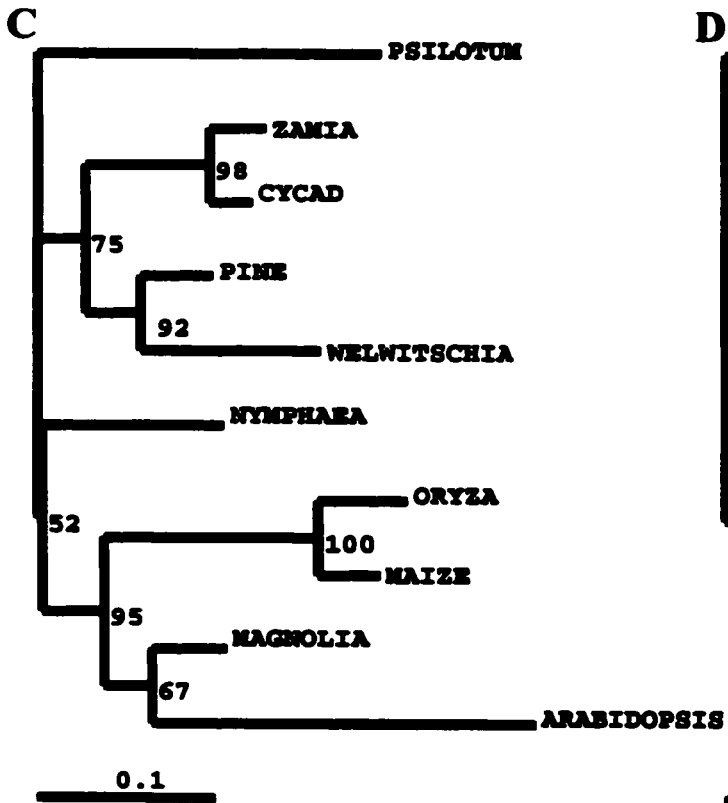 C D
PSILOTUM
ZAMIA
98
CYCAD
75
PINE
92
WELWITSCHIA
NYMPHAEA
ORYZA
52
100
MAIZE
95
MAGNOLIA
67
ARABIDOPSIS
0.1